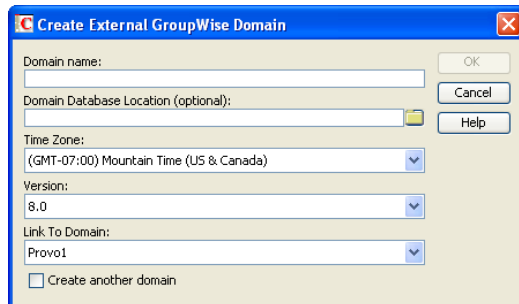 Create External GroupWise Domain
Domain name:
OK
Domain Database Location (optional):
Cancel
Help
Time Zone:
(GMT-07:00) Mountain Time (US & Canada)
Version:
8.0
Link To Domain:
Provo1
Create another domain